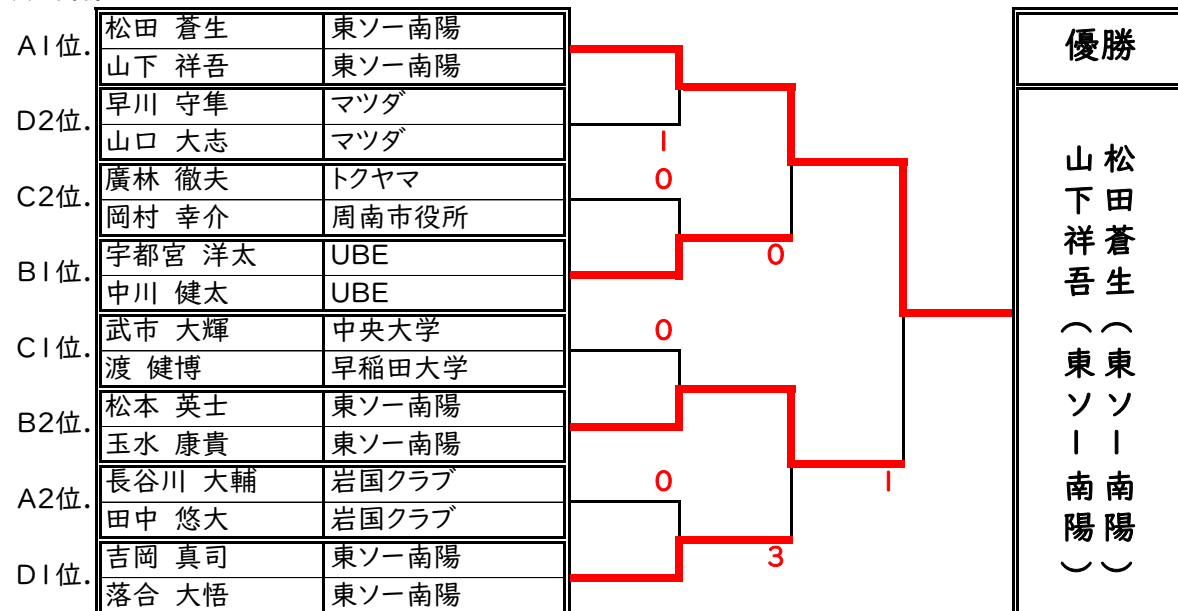 A1位. 松田 蒼生 東ソー南陽
山下 祥吾 東ソー南陽
D2位. 早川 守隼 マツダ
山口 大志 マツダ
1
C2位. 廣林 徹夫 トクヤマ 0
岡村 幸介 周南市役所
B1位. 宇都宮 洋太 UBE 0
中川 健太 UBE
C1位. 武市 大輝 中央大学 0
渡 健博 早稲田大学
B2位. 松本 英士 東ソー南陽
玉水 康貴 東ソー南陽
A2位. 長谷川 大輔 岩国クラブ 0 1
田中 悠大 岩国クラブ
D1位. 吉岡 真司 東ソー南陽 3
落合 大悟 東ソー南陽
優勝
松田蒼生(東ソー南陽)
山下祥吾(東ソー南陽)